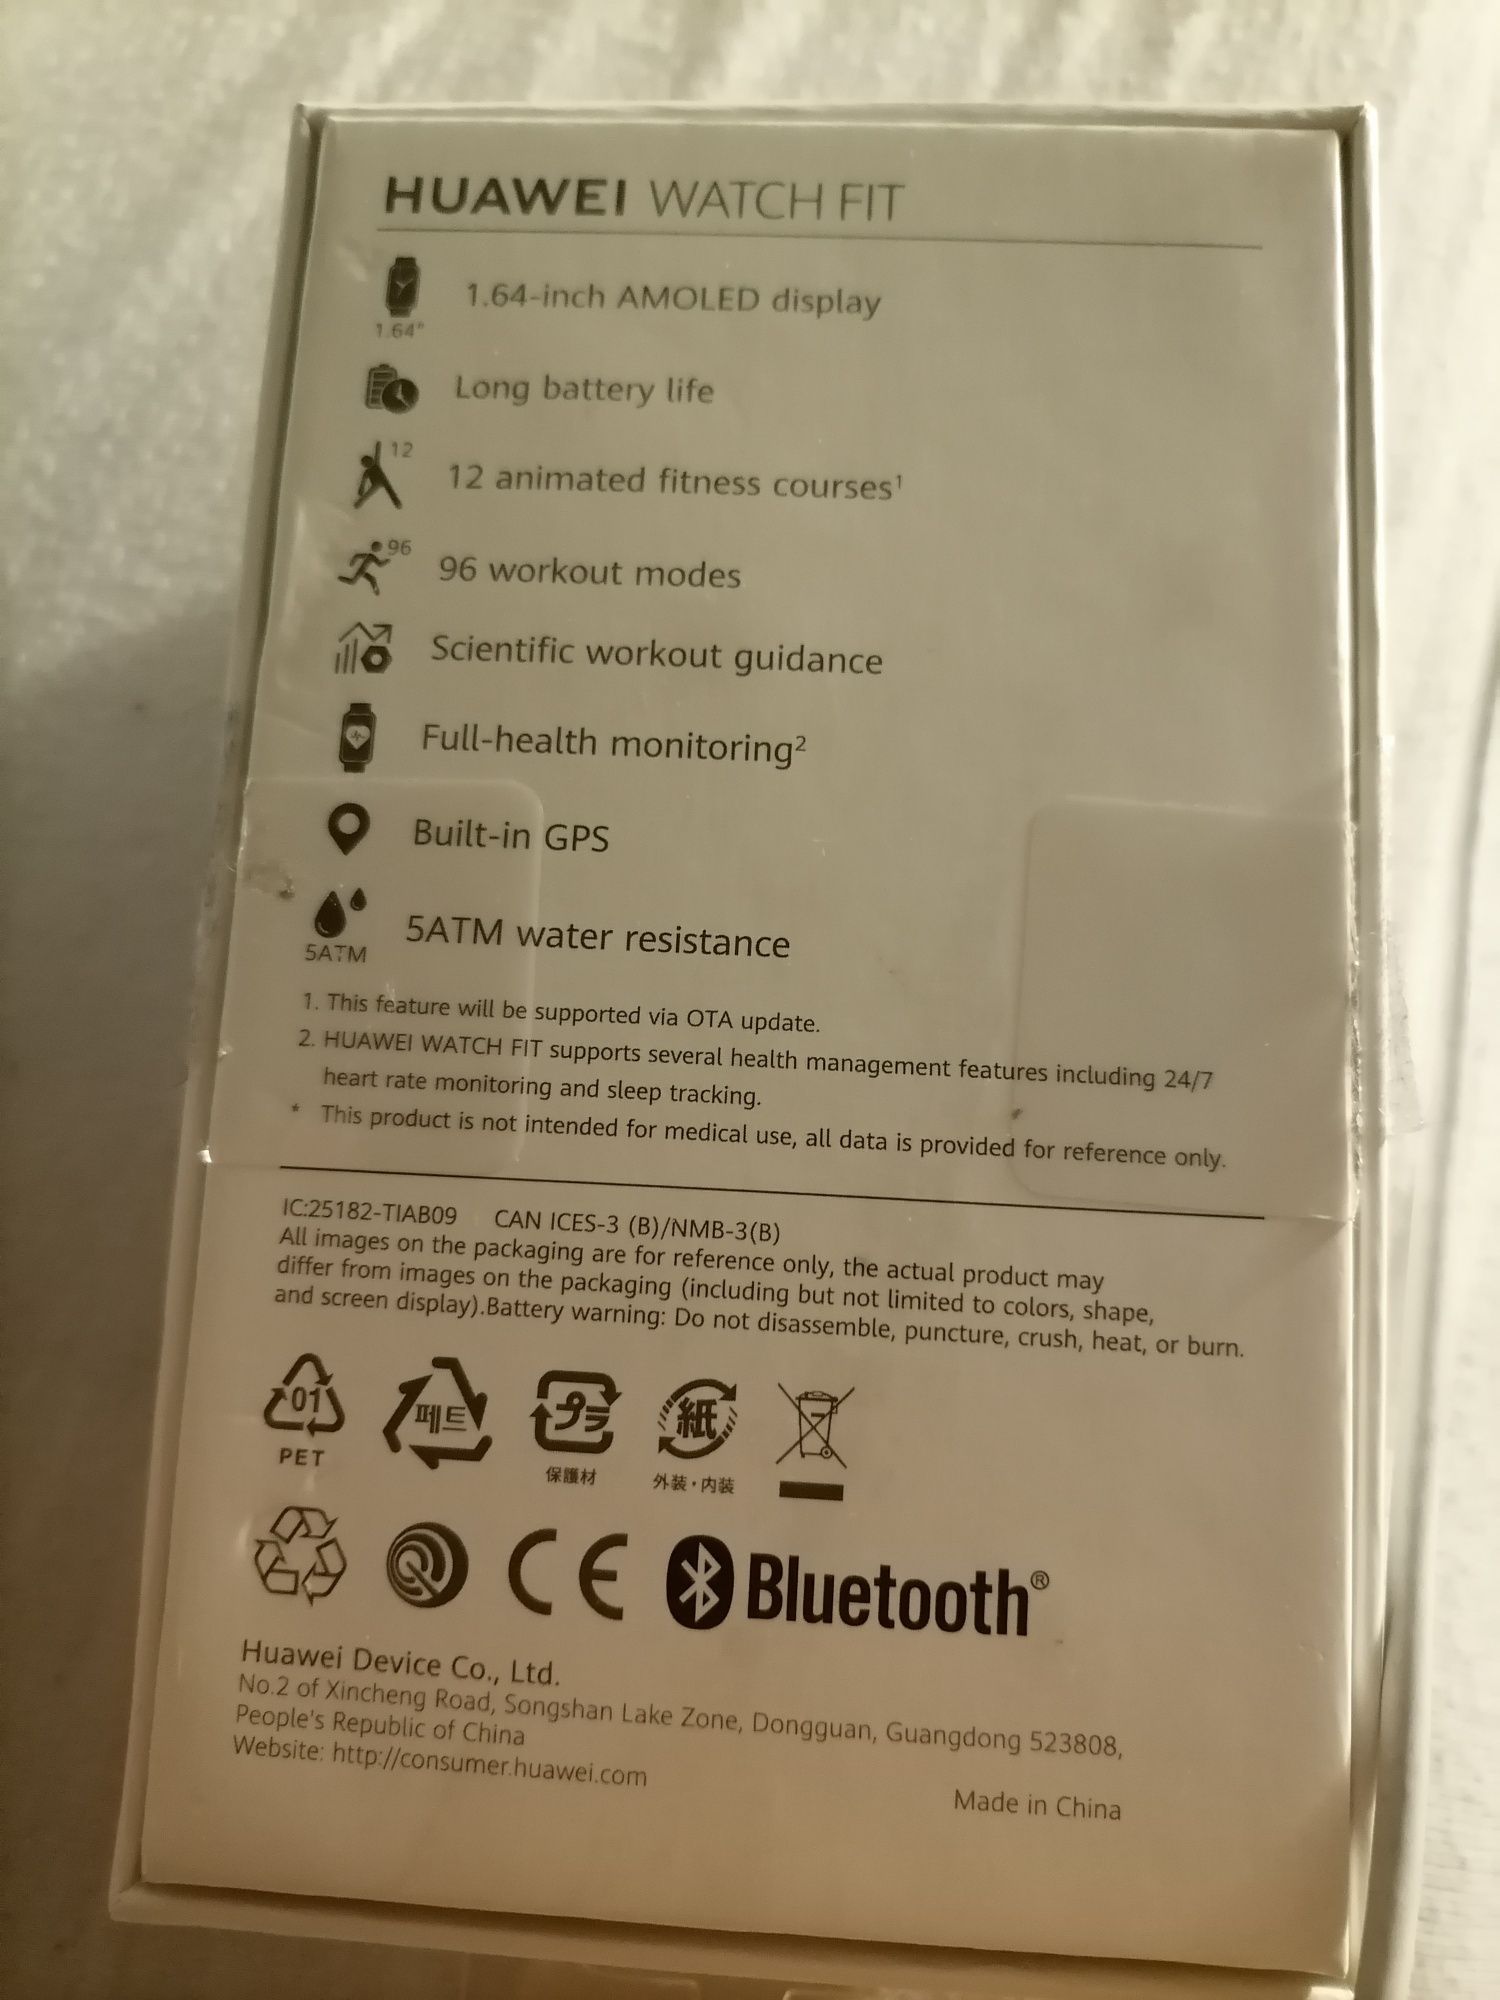 HUAWEI WATCH FIT
1.64"
1.64-inch AMOLED display
Long battery life
12
12 animated fitness courses¹
96
96 workout modes
Scientific workout guidance
Full-health monitoring²
Built-in GPS
5ATM
5ATM water resistance
1. This feature will be supported via OTA update.
2. HUAWEI WATCH FIT supports several health management features including 24/7
heart rate monitoring and sleep tracking.
* This product is not intended for medical use, all data is provided for reference only.
IC:25182-TIAB09 CAN ICES-3 (B)/NMB-3(B)
All images on the packaging are for reference only, the actual product may
differ from images on the packaging (including but not limited to colors, shape,
and screen display).Battery warning: Do not disassemble, puncture, crush, heat, or burn.
01 페트 プラ 紙
PET 保護材 外装・内装
CE Bluetooth®
Huawei Device Co., Ltd.
No.2 of Xincheng Road, Songshan Lake Zone, Dongguan, Guangdong 523808,
People's Republic of China
Website: http://consumer.huawei.com
Made in China